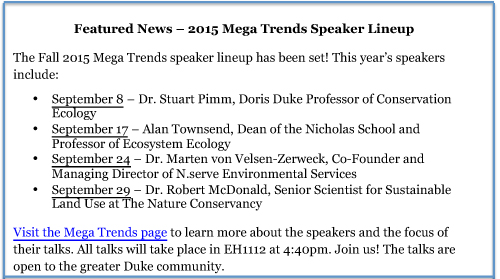 Featured News – 2015 Mega Trends Speaker Lineup
The Fall 2015 Mega Trends speaker lineup has been set! This year's speakers
include:
• September 8 – Dr. Stuart Pimm, Doris Duke Professor of Conservation
Ecology
• September 17 – Alan Townsend, Dean of the Nicholas School and
Professor of Ecosystem Ecology
• September 24 – Dr. Marten von Velsen-Zerweck, Co-Founder and
Managing Director of N.serve Environmental Services
• September 29 – Dr. Robert McDonald, Senior Scientist for Sustainable
Land Use at The Nature Conservancy
Visit the Mega Trends page to learn more about the speakers and the focus of
their talks. All talks will take place in EH1112 at 4:40pm. Join us! The talks are
open to the greater Duke community.